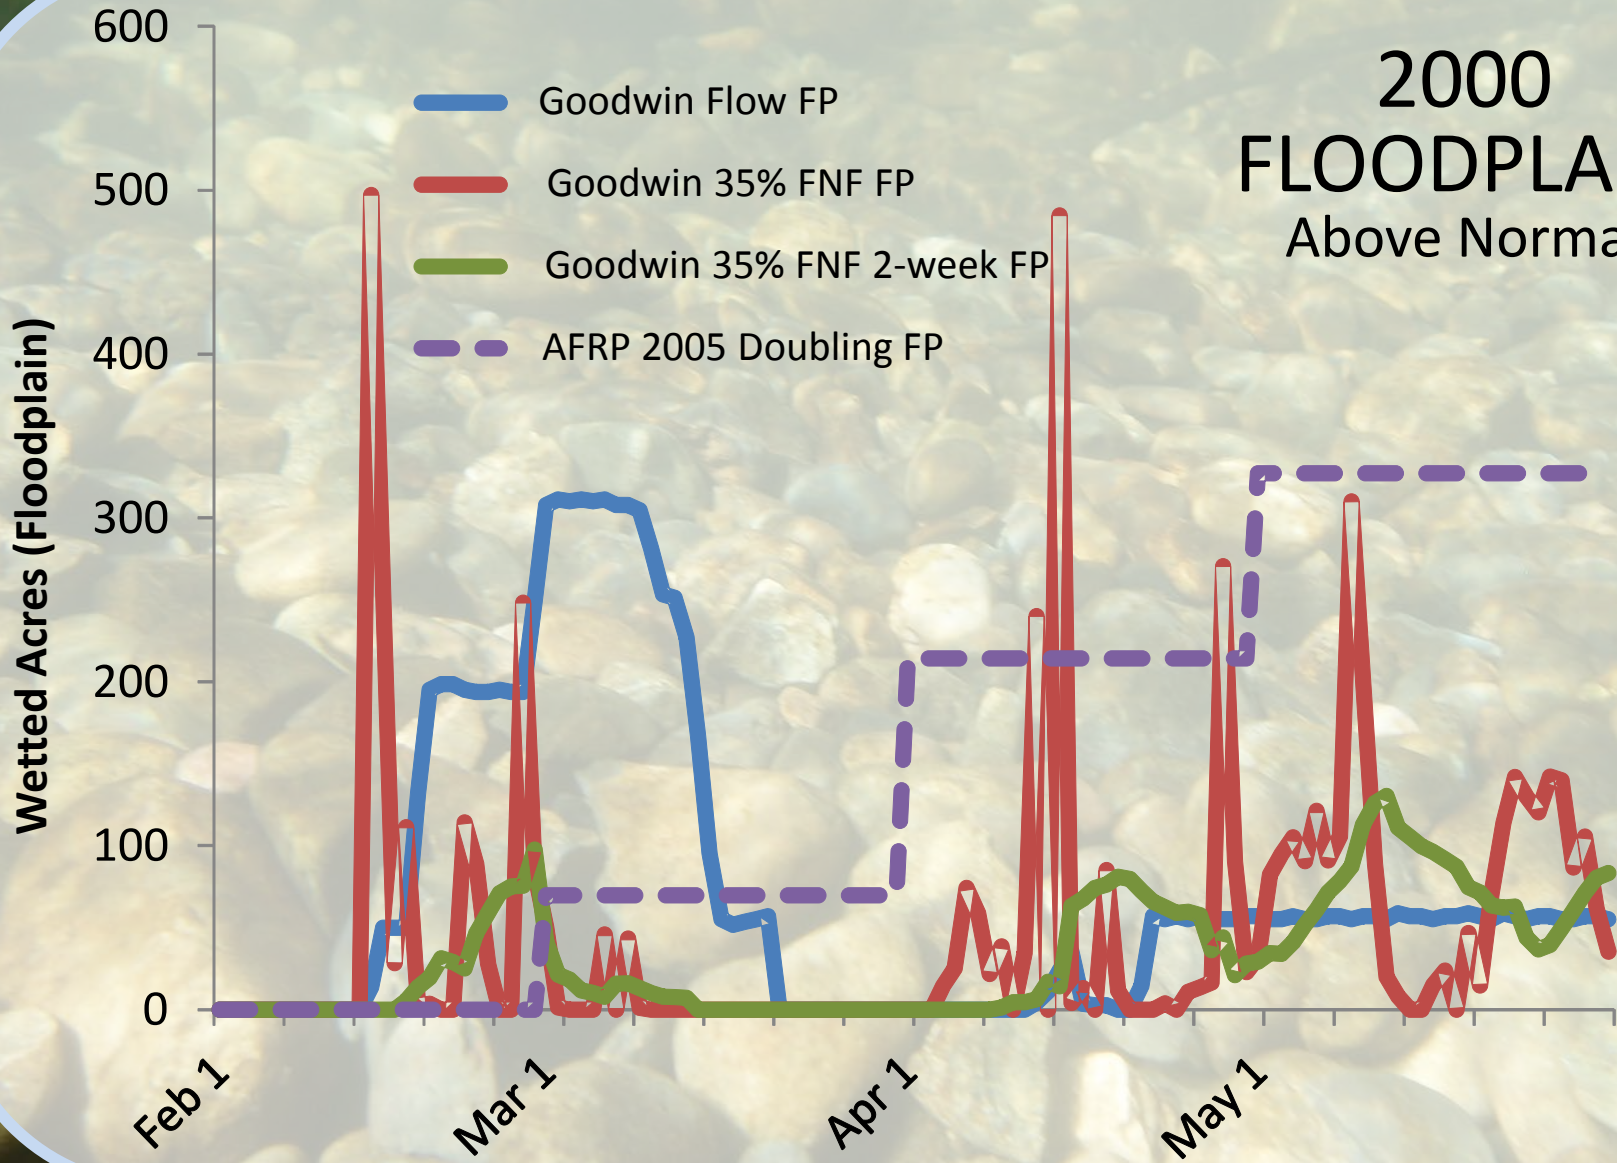 600
500
400
300
200
100
0
Wetted Acres (Floodplain)
Goodwin Flow FP
Goodwin 35% FNF FP
Goodwin 35% FNF 2-week FP
AFRP 2005 Doubling FP
2000
FLOODPLA
Above Norma
Feb 1
Mar 1
Apr 1
May 1